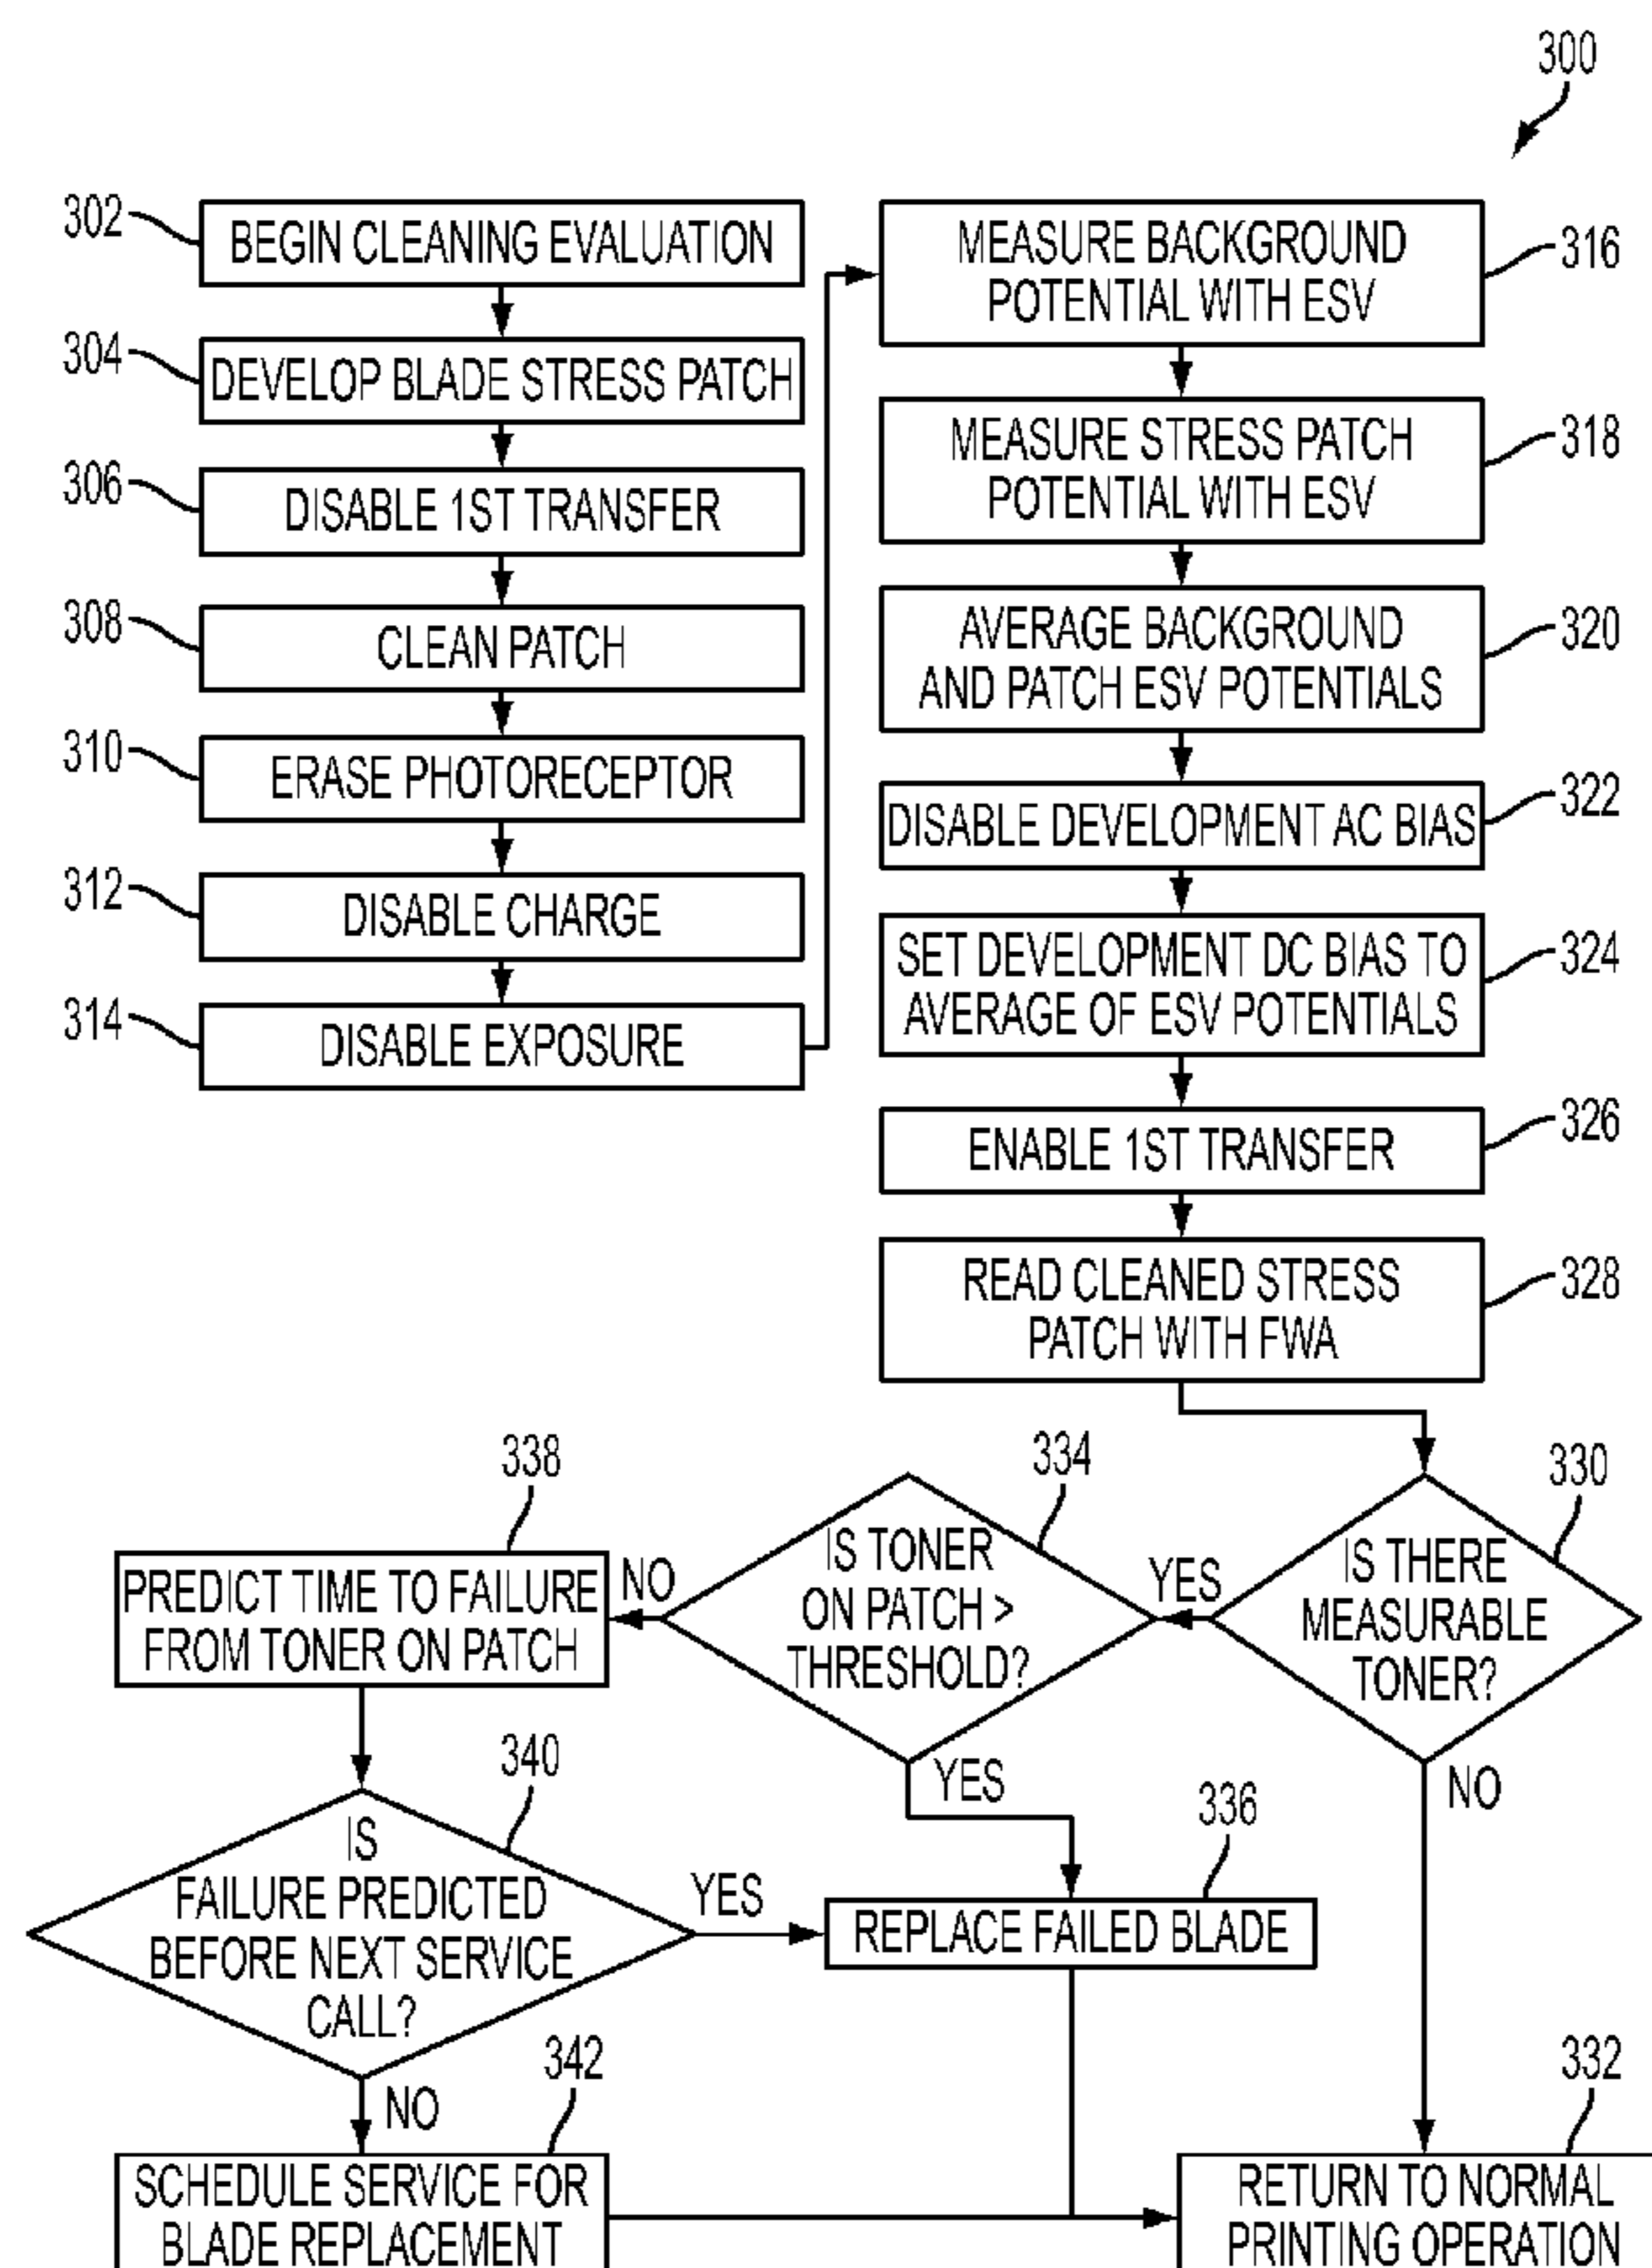 300
302
BEGIN CLEANING EVALUATION
304
DEVELOP BLADE STRESS PATCH
306
DISABLE 1ST TRANSFER
308
CLEAN PATCH
310
ERASE PHOTORECEPTOR
312
DISABLE CHARGE
314
DISABLE EXPOSURE
MEASURE BACKGROUND
POTENTIAL WITH ESV
316
MEASURE STRESS PATCH
POTENTIAL WITH ESV
318
AVERAGE BACKGROUND
AND PATCH ESV POTENTIALS
320
DISABLE DEVELOPMENT AC BIAS
322
SET DEVELOPMENT DC BIAS TO
AVERAGE OF ESV POTENTIALS
324
ENABLE 1ST TRANSFER
326
READ CLEANED STRESS
PATCH WITH FWA
328
330
IS THERE
MEASURABLE
TONER?
YES
NO
334
IS TONER
ON PATCH >
THRESHOLD?
NO
YES
338
PREDICT TIME TO FAILURE
FROM TONER ON PATCH
340
IS
FAILURE PREDICTED
BEFORE NEXT SERVICE
CALL?
YES
NO
336
REPLACE FAILED BLADE
342
SCHEDULE SERVICE FOR
BLADE REPLACEMENT
332
RETURN TO NORMAL
PRINTING OPERATION